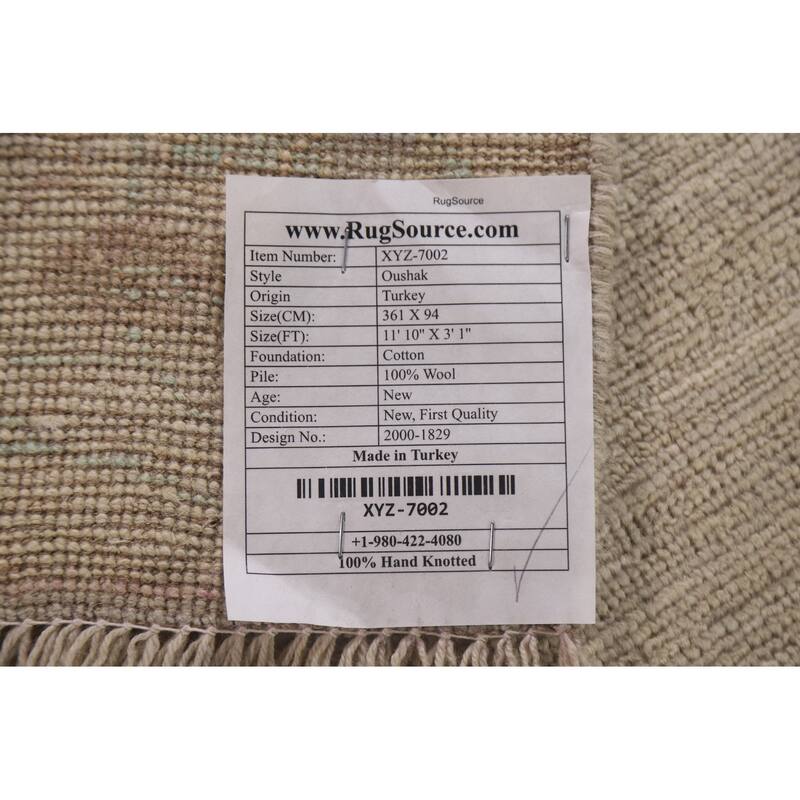 RugSource
www.RugSource.com
Item Number: XYZ-7002
Style Oushak
Origin Turkey
Size(CM): 361 X 94
Size(FT): 11' 10" X 3' 1"
Foundation: Cotton
Pile: 100% Wool
Age: New
Condition: New, First Quality
Design No.: 2000-1829
Made in Turkey
XYZ-7002
+1-980-422-4080
100% Hand Knotted